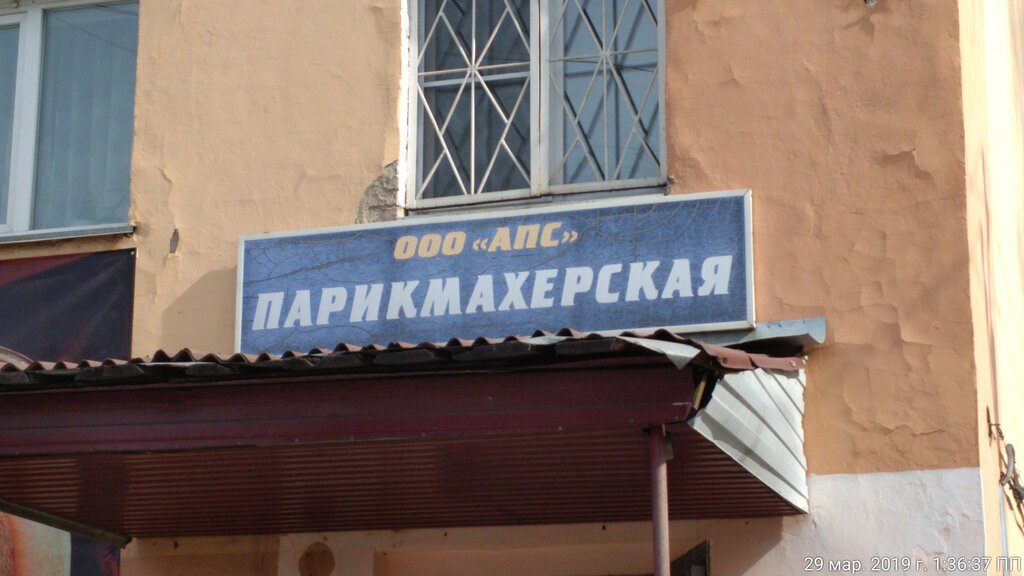 ООО «АПС»
ПАРИКМАХЕРСКАЯ
29 мар. 2019 г. 1:36:37 ПП